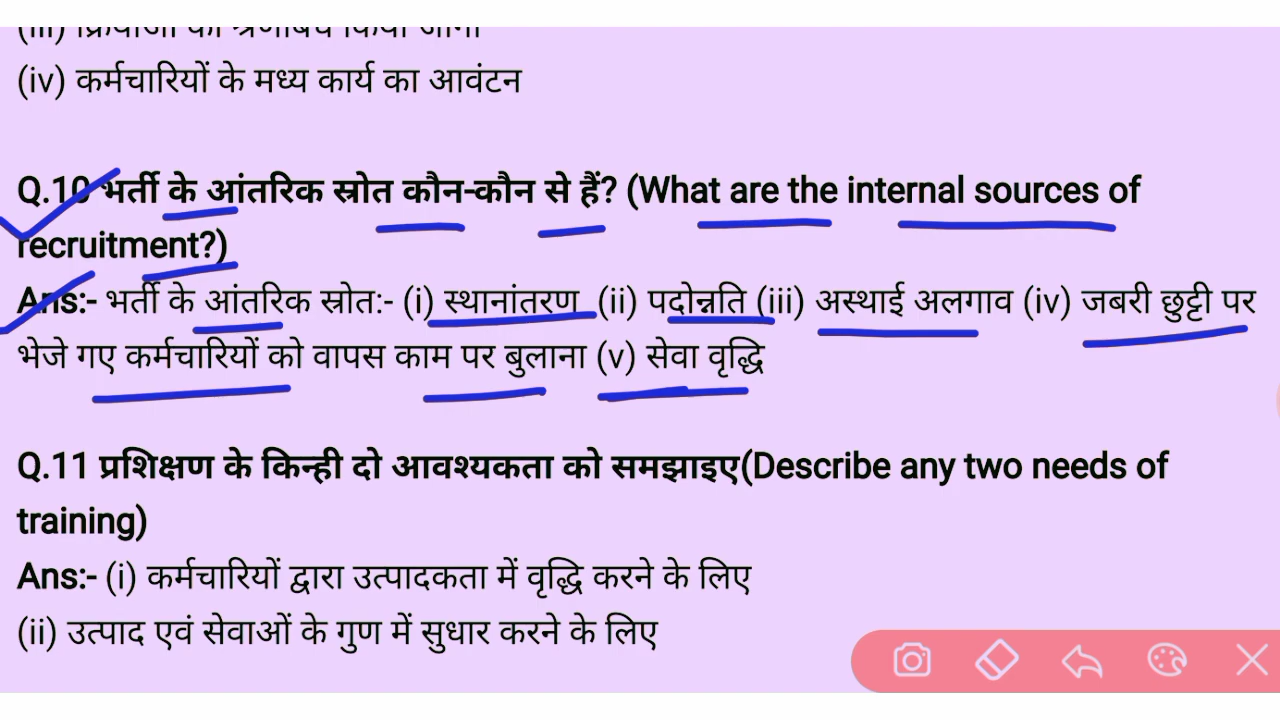 (iv) कर्मचारियों के मध्य कार्य का आवंटन
Q.10 भर्ती के आंतरिक स्रोत कौन-कौन से हैं? (What are the internal sources of
recruitment?)
Ans:- भर्ती के आंतरिक स्रोत:- (i) स्थानांतरण (ii) पदोन्नति (iii) अस्थाई अलगाव (iv) जबरी छुट्टी पर
भेजे गए कर्मचारियों को वापस काम पर बुलाना (v) सेवा वृद्धि
Q.11 प्रशिक्षण के किन्ही दो आवश्यकता को समझाइए(Describe any two needs of
training)
Ans:- (i) कर्मचारियों द्वारा उत्पादकता में वृद्धि करने के लिए
(ii) उत्पाद एवं सेवाओं के गुण में सुधार करने के लिए